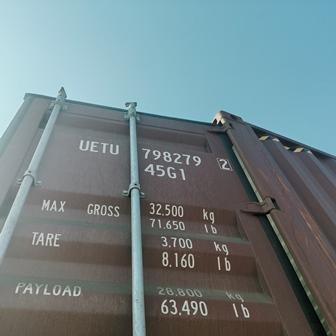 UETU 798279 2
45G1
MAX GROSS 32.500 kg
71.650 lb
TARE 3.700 kg
8.160 lb
PAYLOAD 28.800 kg
63.490 lb